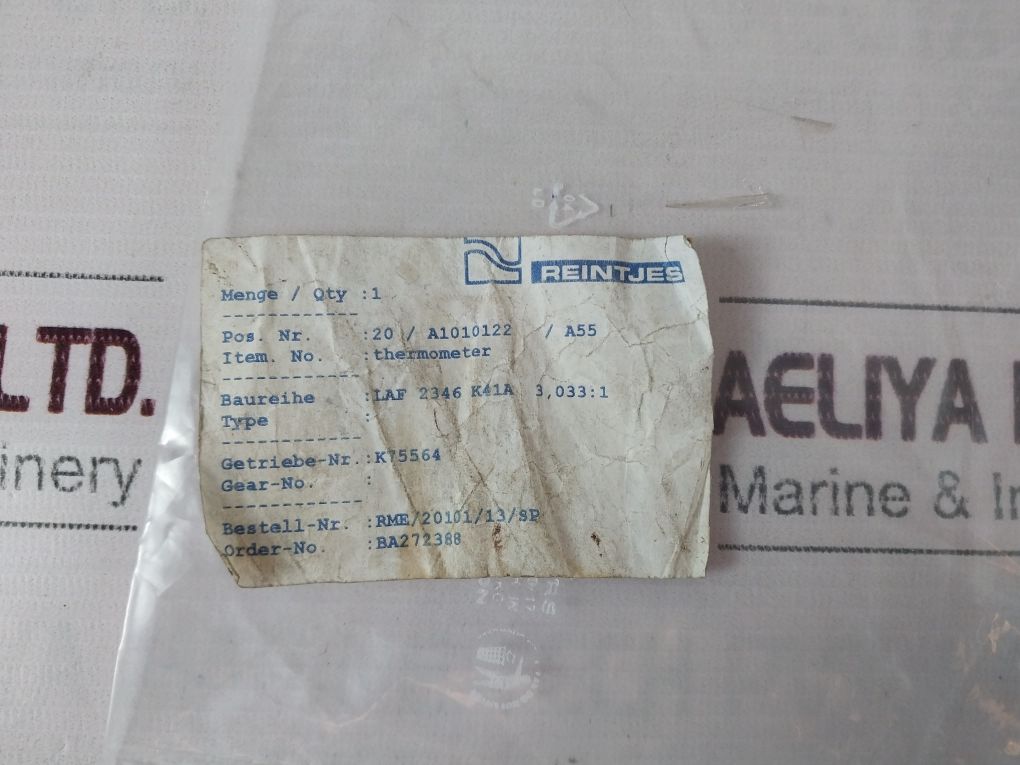 REINTJES
Menge / Qty :1
------------
Pos. Nr. :20 / A1010122 / A55
Item. No. :thermometer
------------
Baureihe :LAF 2346 K41A 3,033:1
Type :
------------
Getriebe-Nr.:K75564
Gear-No. :
------------
Bestell-Nr. :RME/20101/13/SP
Order-No. :BA272388
LTD.
inery
AELIYA
Marine & In